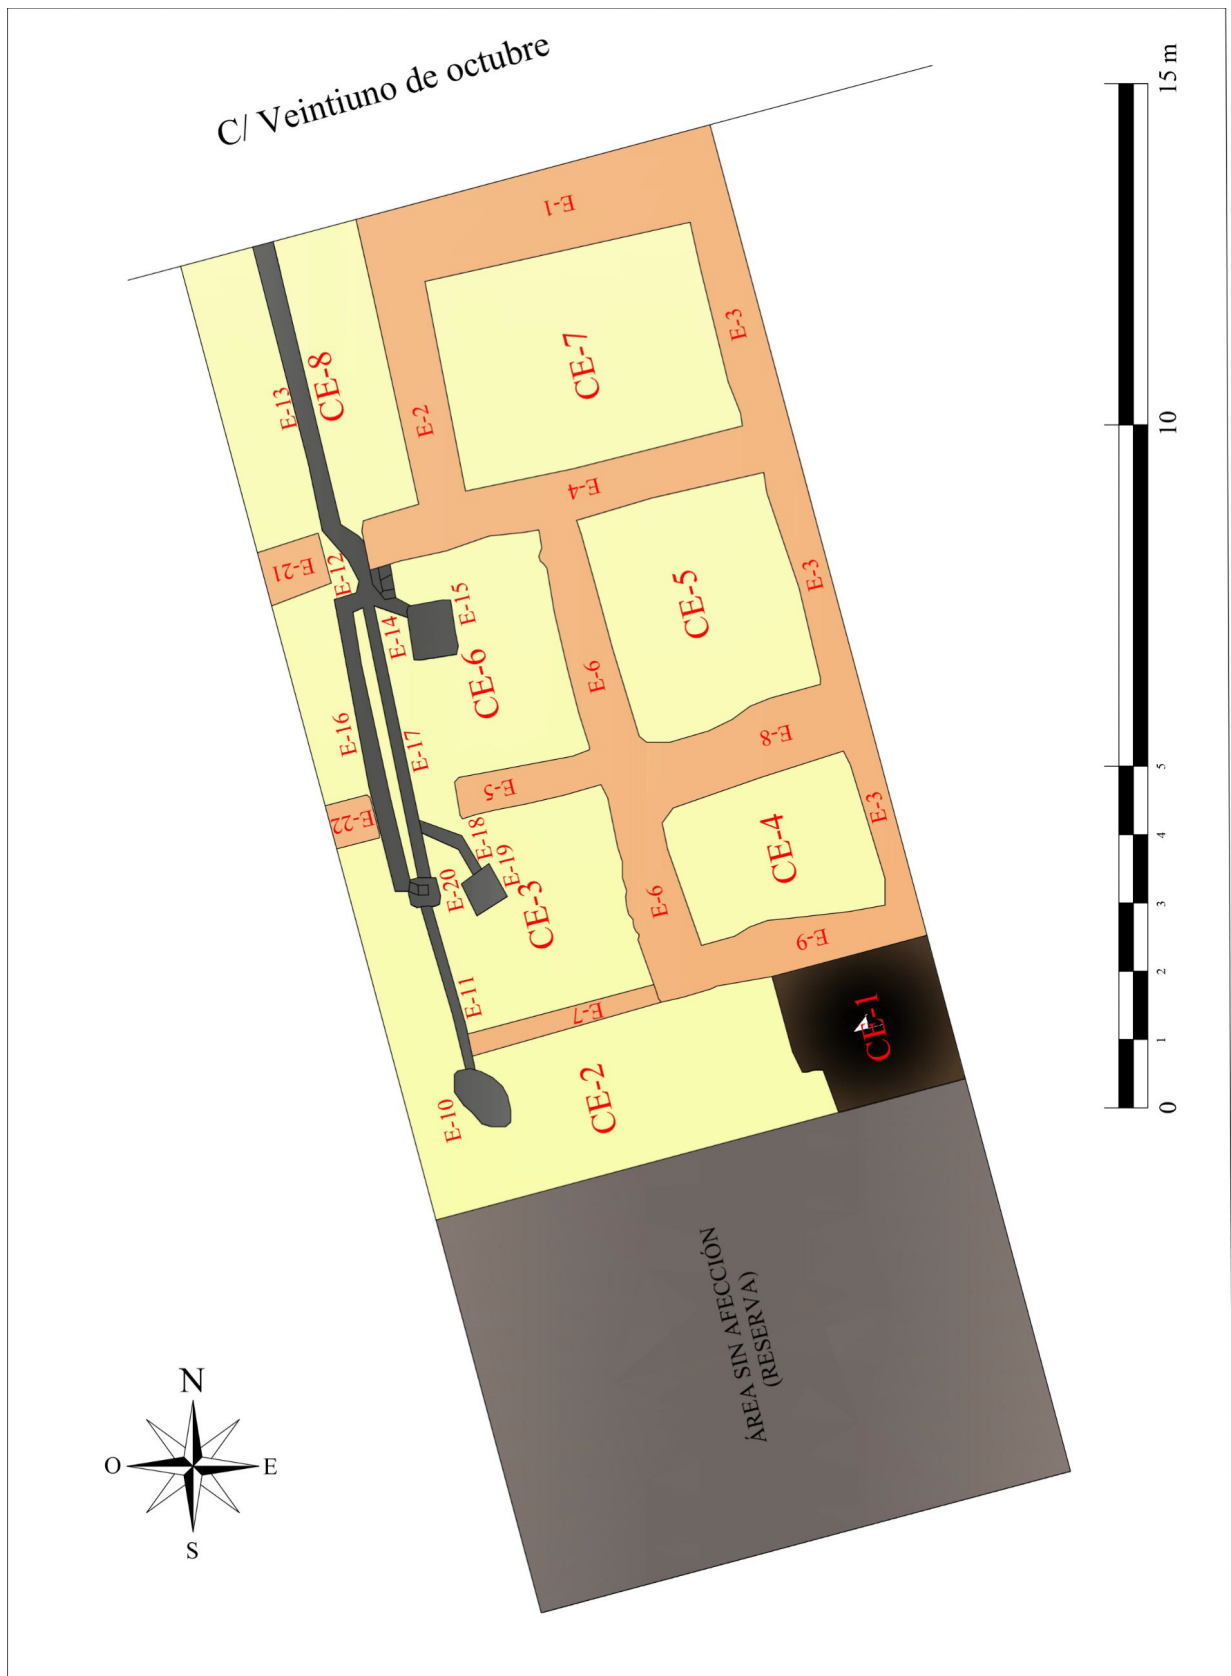 C/ Veintiuno de octubre
15 m
E-1
E-3
E-13
CE-8
CE-7
E-2
10
E-4
E-21
E-12
E-15
E-14
CE-5
E-3
CE-6
E-6
E-16
E-17
E-8
5
E-5
E-22
E-18
E-19
E-3
CE-4
4
E-20
CE-3
E-6
3
E-9
E-11
E-7
2
CE-1
CE-2
1
E-10
0
ÁREA SIN AFECCIÓN
(RESERVA)
N
O
E
S